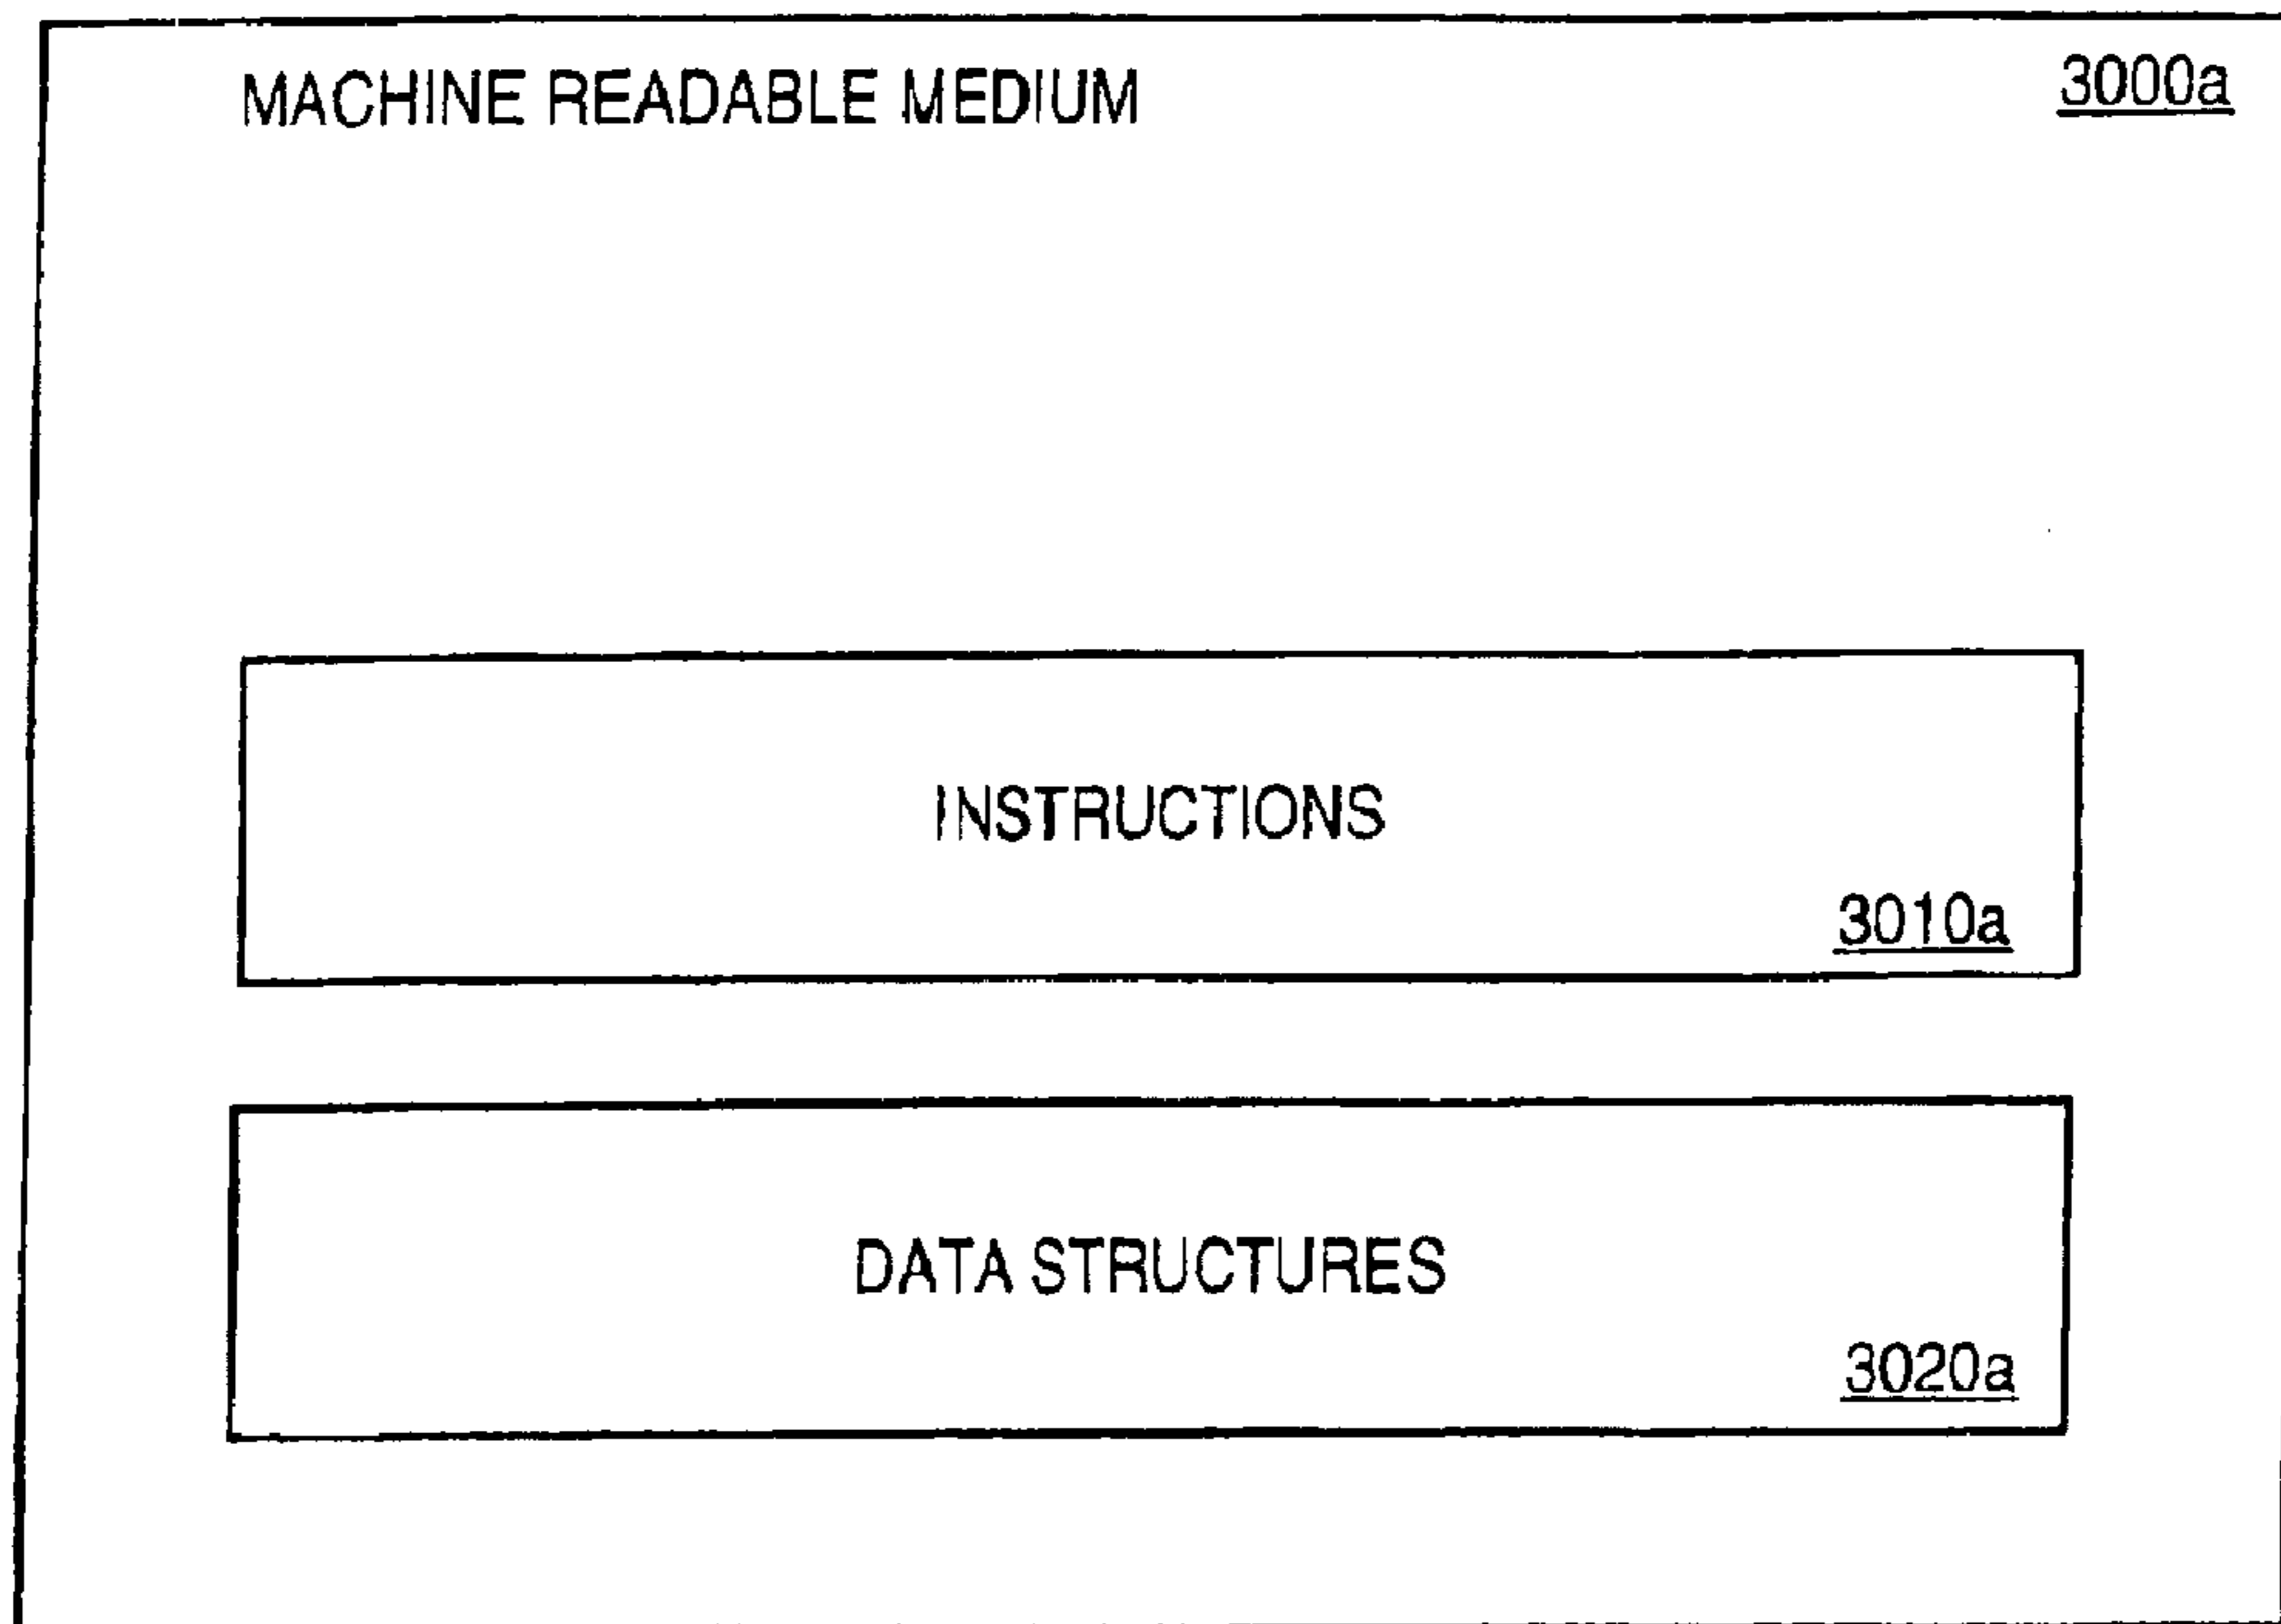 MACHINE READABLE MEDIUM 3000a
INSTRUCTIONS
3010a
DATA STRUCTURES
3020a